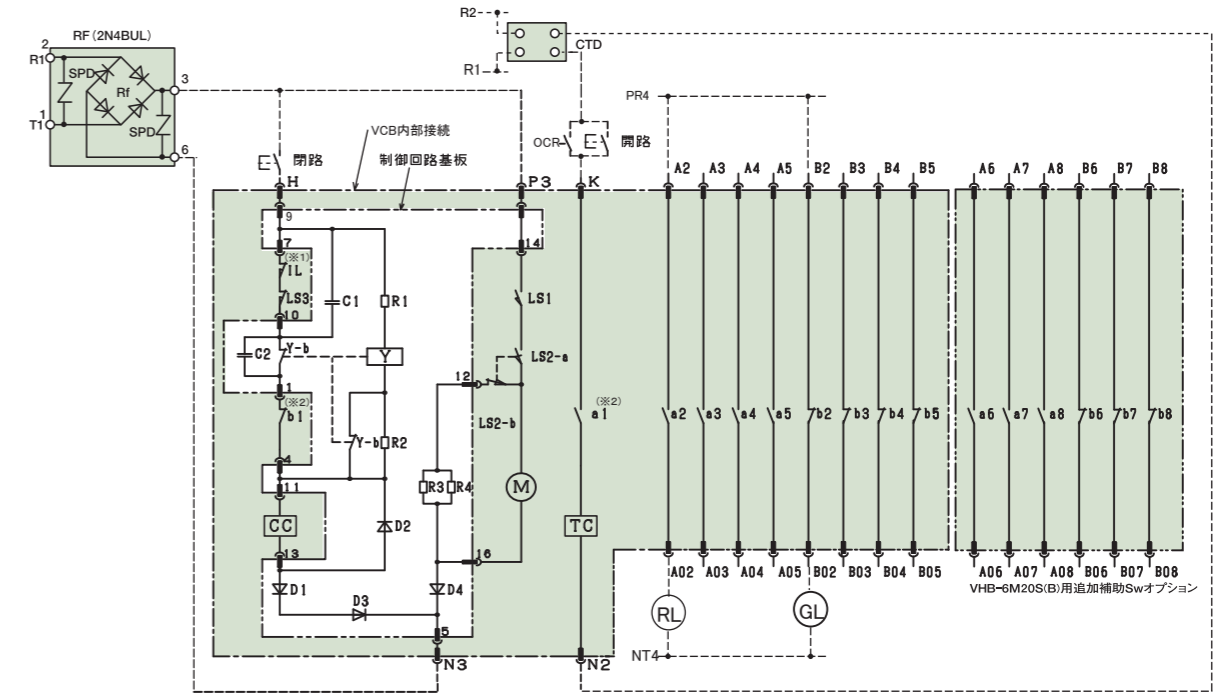 R2
RF(2N4BUL)
CTD
2
R1
SPD
Rf
3
R1
PR4
1
T1
SPD
6
VCB内部接続
OCR
開路
閉路
制御回路基板
H
P3
K
A2 A3 A4 A5 B2 B3 B4 B5
A6 A7 A8 B6 B7 B8
9
7
14
(※1)
IL
LS3
C1
R1
LS1
10
C2
Y-b
Y
LS2-a
12
1
(※2)
b1
LS2-b
(※2)
a1
a2 a3 a4 a5 b2 b3 b4 b5
a6 a7 a8 b6 b7 b8
Y-b
R2
4
11
R3 R4
M
CC
D2
TC
13
16
D1
D4
D3
A02 A03 A04 A05 B02 B03 B04 B05
A06 A07 A08 B06 B07 B08
VHB-6M20S(B)用追加補助Swオプション
RL
GL
5
N3
N2
NT4